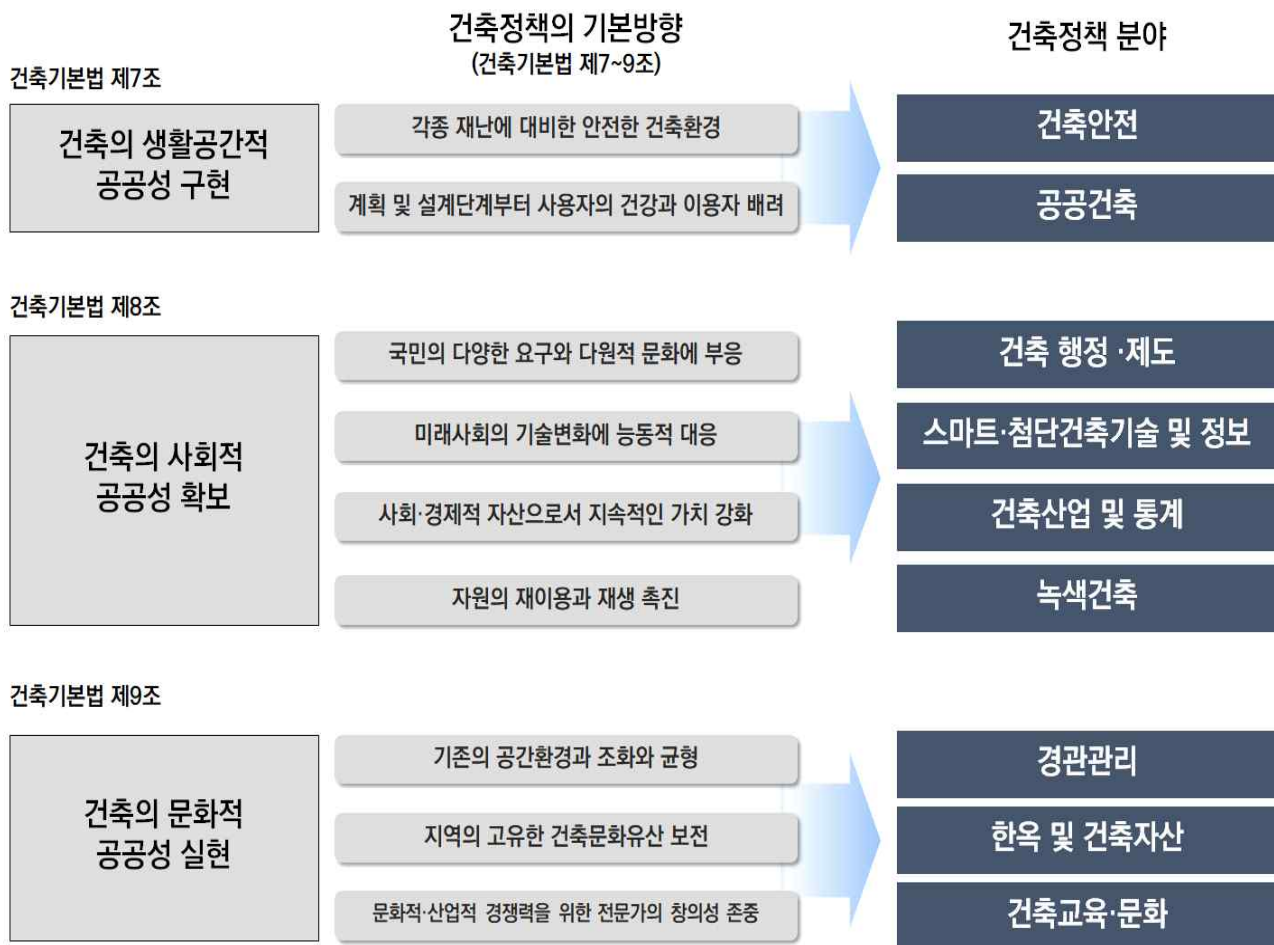 건축정책의 기본방향
(건축기본법 제7~9조)
건축정책 분야
건축기본법 제7조
건축의 생활공간적
공공성 구현
각종 재난에 대비한 안전한 건축환경
계획 및 설계단계부터 사용자의 건강과 이용자 배려
건축안전
공공건축
건축기본법 제8조
건축의 사회적
공공성 확보
국민의 다양한 요구와 다원적 문화에 부응
미래사회의 기술변화에 능동적 대응
사회·경제적 자산으로서 지속적인 가치 강화
자원의 재이용과 재생 촉진
건축 행정 ·제도
스마트·첨단건축기술 및 정보
건축산업 및 통계
녹색건축
건축기본법 제9조
건축의 문화적
공공성 실현
기존의 공간환경과 조화와 균형
지역의 고유한 건축문화유산 보전
문화적·산업적 경쟁력을 위한 전문가의 창의성 존중
경관관리
한옥 및 건축자산
건축교육·문화